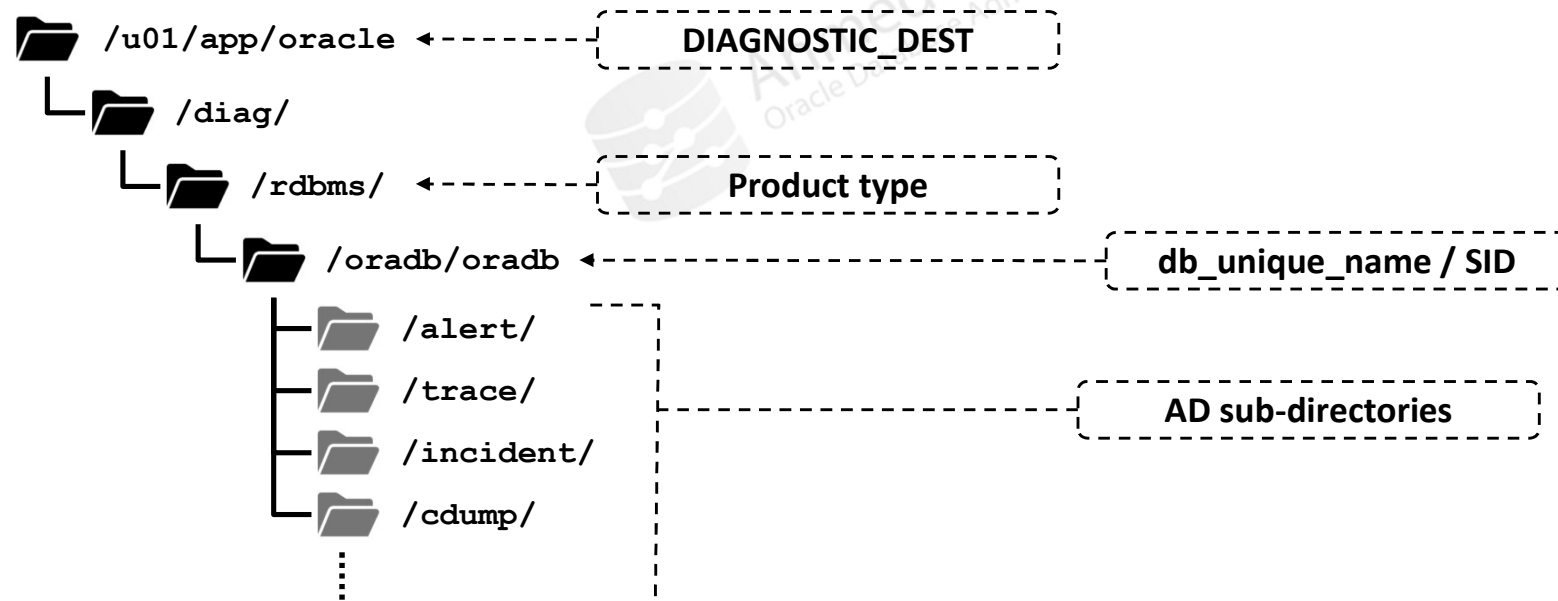 /u01/app/oracle
DIAGNOSTIC_DEST
/diag/
/rdbms/
Product type
/oradb/oradb
db_unique_name / SID
/alert/
/trace/
AD sub-directories
/incident/
/cdump/
Oracle